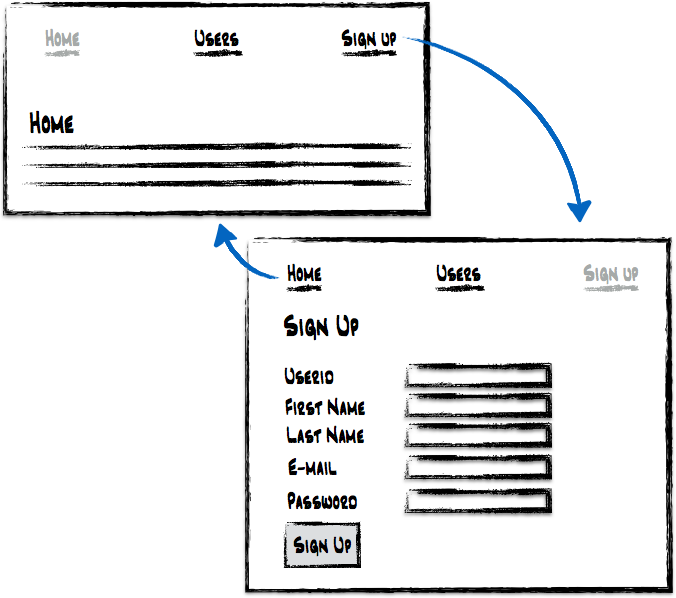 Home Users Sign up
Home
Home Users Sign up
Sign Up
UserID
First Name
Last Name
E-mail
Password
Sign Up